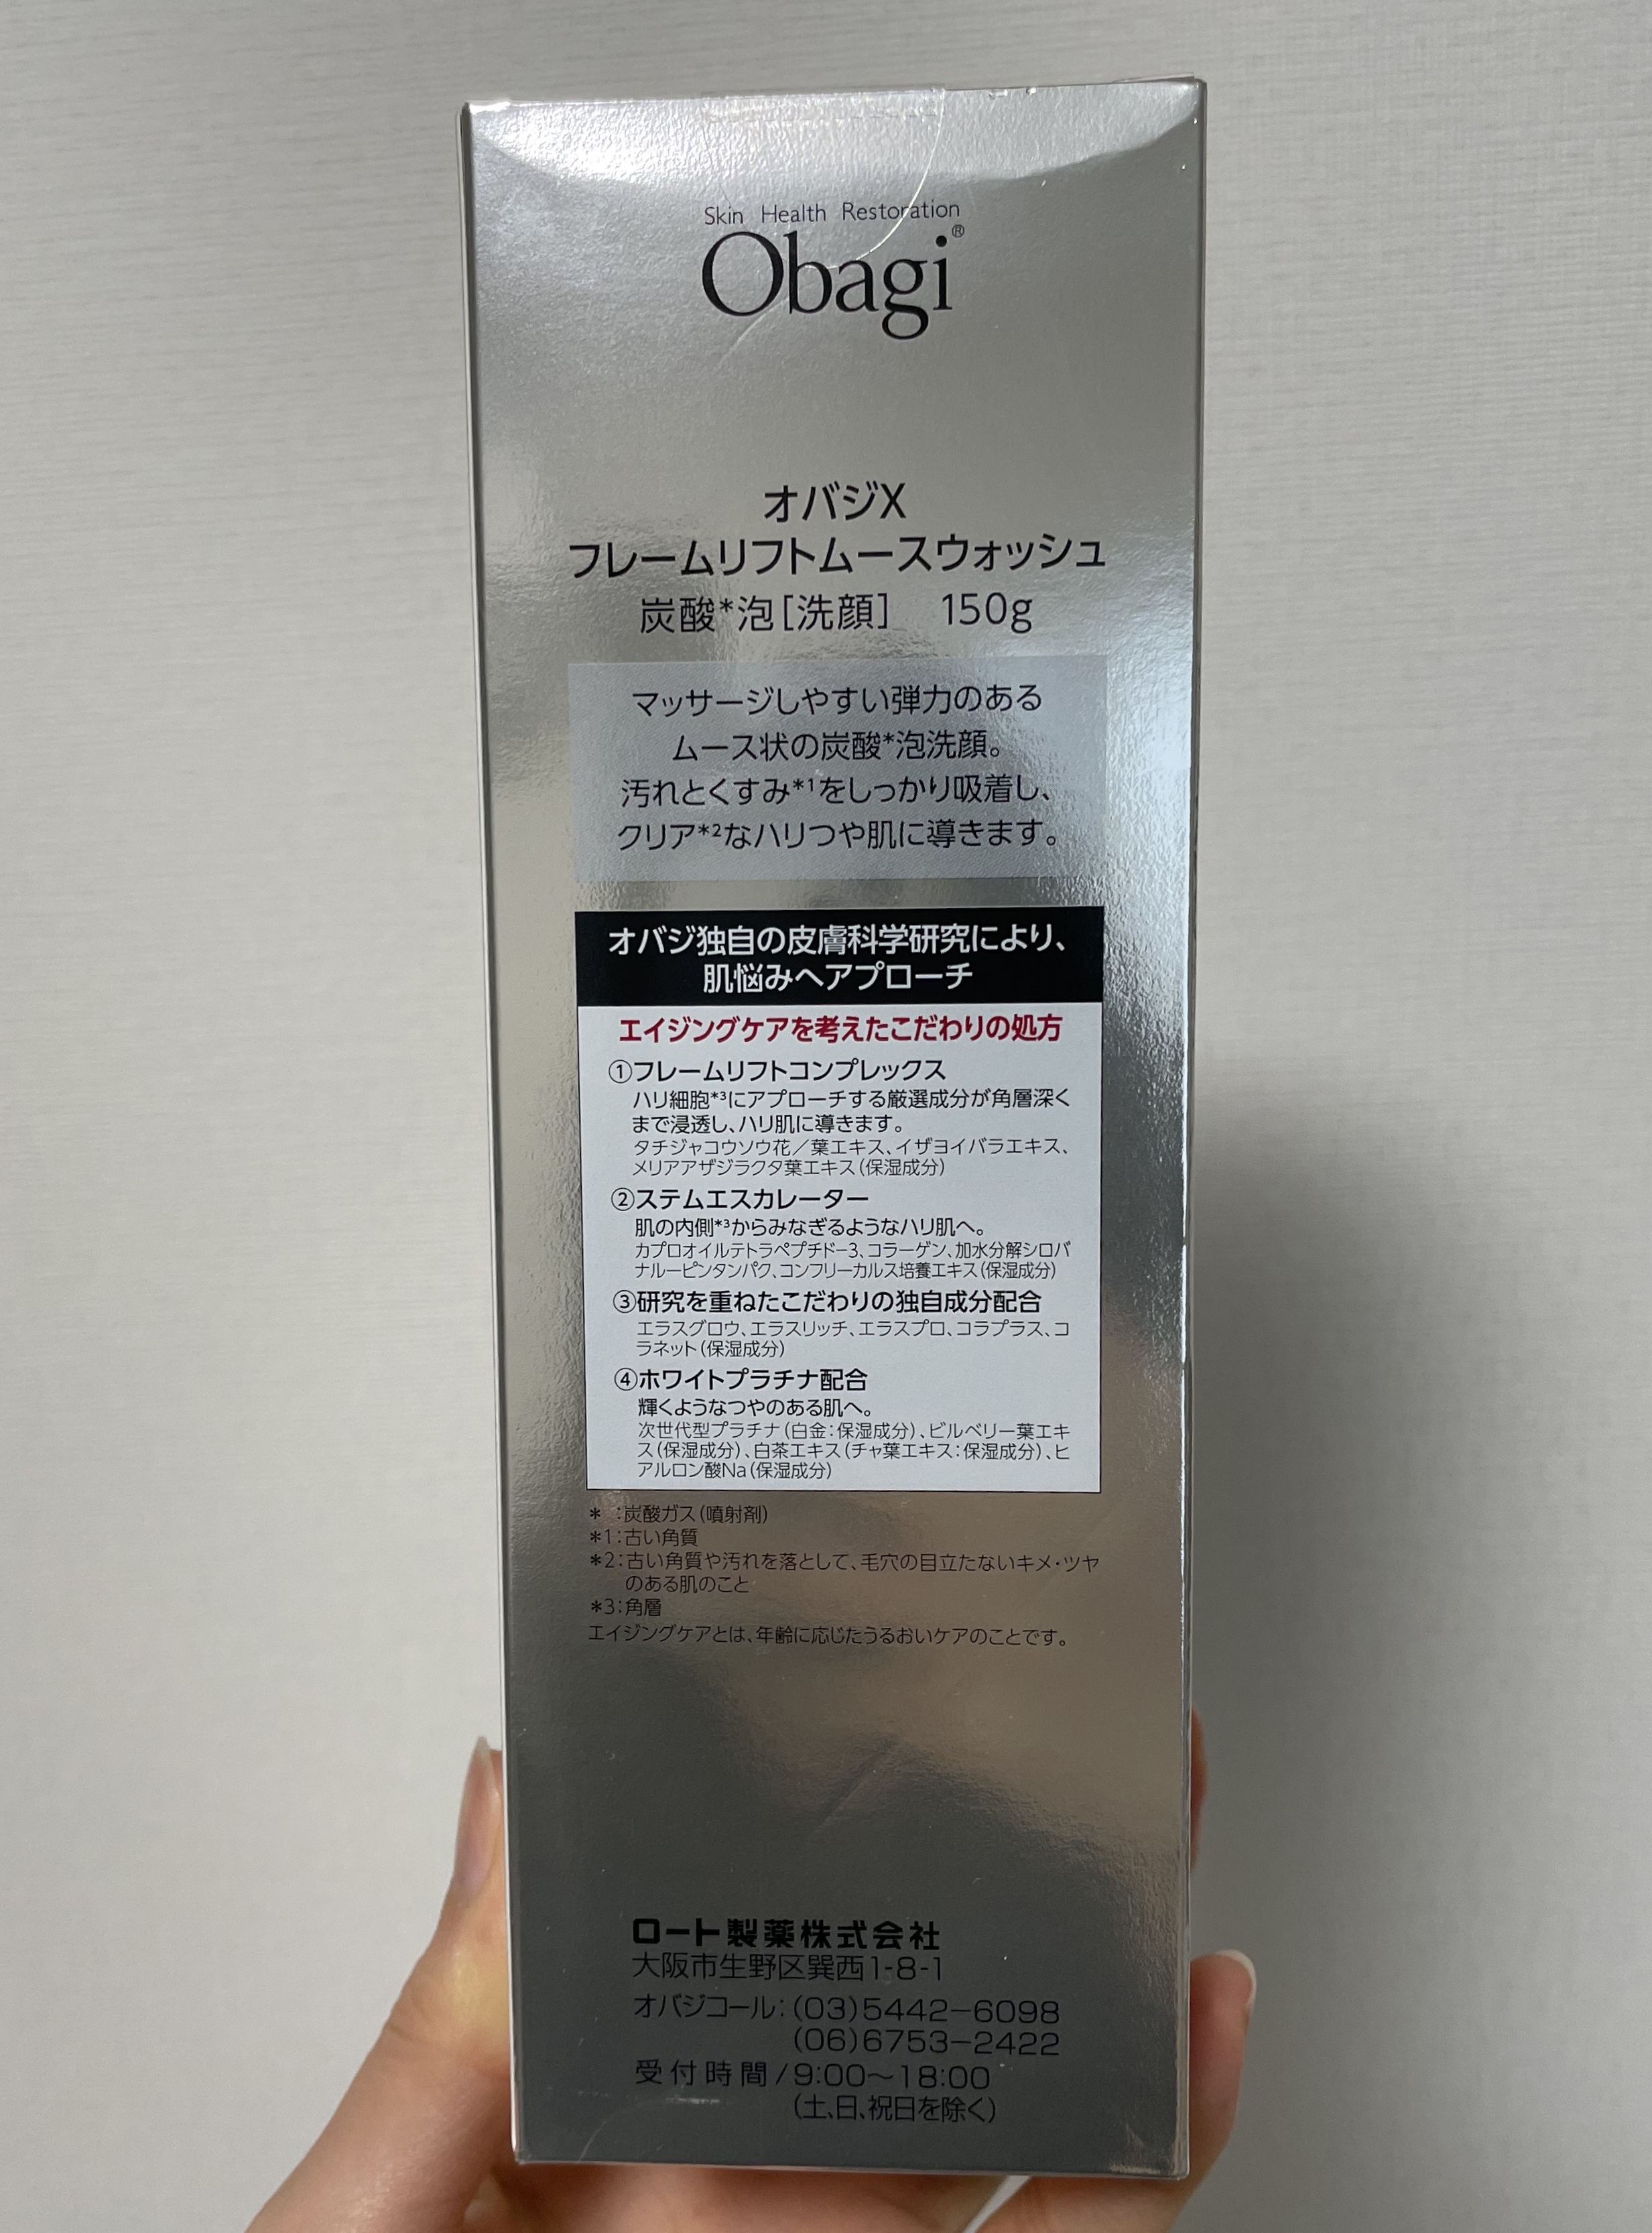 Skin Health Restoration
Obagi®
オバジX
フレームリフトムースウォッシュ
炭酸*泡[洗顔] 150g
マッサージしやすい弾力のある
ムース状の炭酸*泡洗顔。
汚れとくすみ*1をしっかり吸着し、
クリア*2なハリつや肌に導きます。
オバジ独自の皮膚科学研究により、
肌悩みへアプローチ
エイジングケアを考えたこだわりの処方
①フレームリフトコンプレックス
ハリ細胞*3にアプローチする厳選成分が角層深く
まで浸透し、ハリ肌に導きます。
タチジャコウソウ花／葉エキス、イザヨイバラエキス、
メリアアザジラクタ葉エキス(保湿成分)
②ステムエスカレーター
肌の内側*3からみなぎるようなハリ肌へ。
カプロオイルテトラペプチド-3、コラーゲン、加水分解シロバ
ナルーピンタンパク、コンフリーカルス培養エキス(保湿成分)
③研究を重ねたこだわりの独自成分配合
エラスグロウ、エラスリッチ、エラスプロ、コラプラス、コ
ラネット(保湿成分)
④ホワイトプラチナ配合
輝くようなつやのある肌へ。
次世代型プラチナ(白金:保湿成分)、ビルベリー葉エキ
ス(保湿成分)、白茶エキス(チャ葉エキス:保湿成分)、ヒ
アルロン酸Na(保湿成分)
* :炭酸ガス(噴射剤)
*1:古い角質
*2:古い角質や汚れを落として、毛穴の目立たないキメ・ツヤ
のある肌のこと
*3:角層
エイジングケアとは、年齢に応じたうるおいケアのことです。
ロート製薬株式会社
大阪市生野区巽西1-8-1
オバジコール:(03)5442-6098
(06)6753-2422
受付時間/9:00〜18:00
(土、日、祝日を除く)